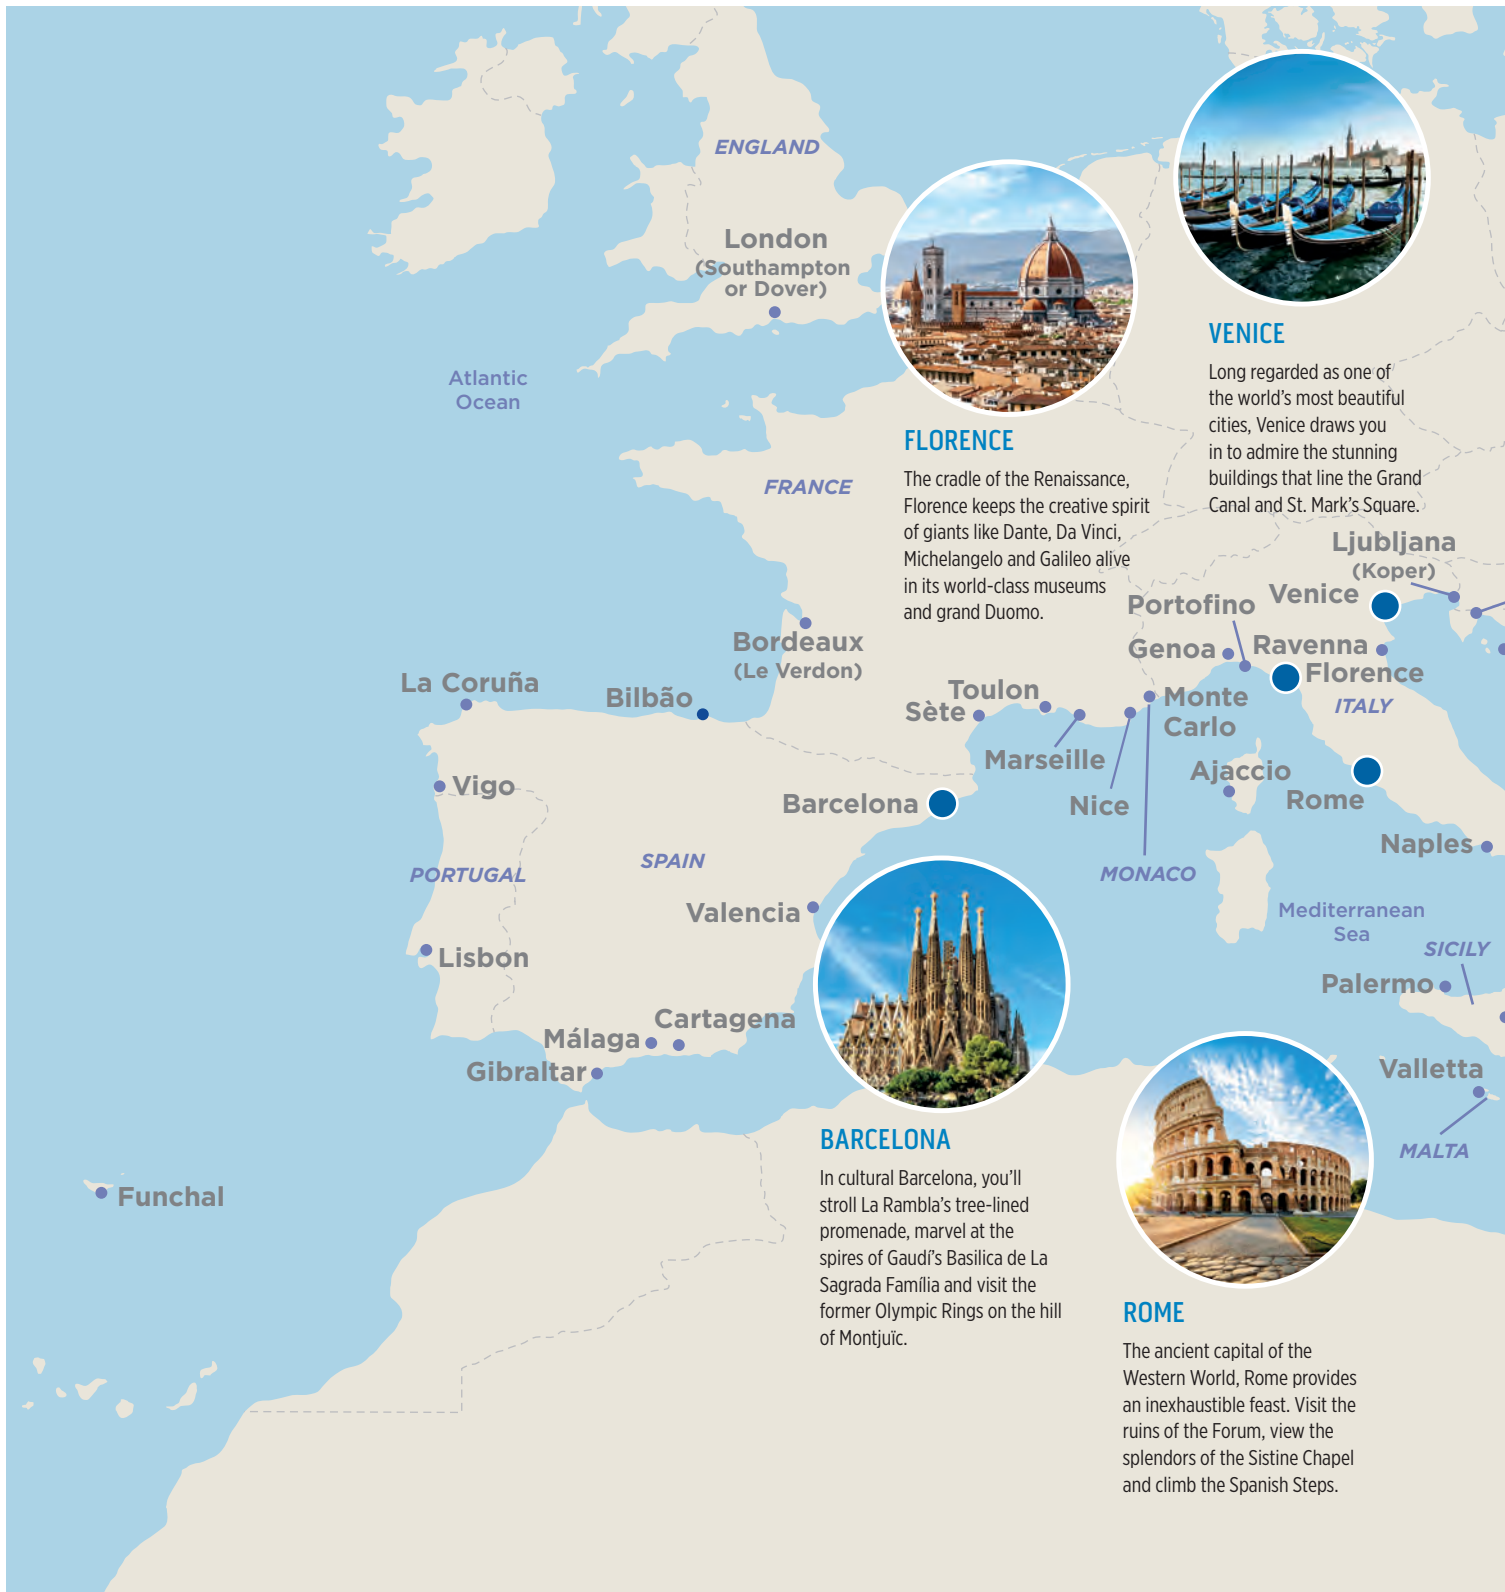 ENGLAND
London
(Southampton
or Dover)
Atlantic
Ocean
FRANCE
FLORENCE
The cradle of the Renaissance,
Florence keeps the creative spirit
of giants like Dante, Da Vinci,
Michelangelo and Galileo alive
in its world-class museums
and grand Duomo.
VENICE
Long regarded as one of
the world’s most beautiful
cities, Venice draws you
in to admire the stunning
buildings that line the Grand
Canal and St. Mark’s Square.
Ljubljana
(Koper)
Venice
Portofino
Genoa
Ravenna
Florence
ITALY
Bordeaux
(Le Verdon)
La Coruña
Bilbão
Toulon
Sète
Monte
Carlo
Marseille
Nice
Ajaccio
Rome
Vigo
Barcelona
Naples
MONACO
SPAIN
PORTUGAL
Valencia
Mediterranean
Sea
SICILY
Lisbon
Palermo
Cartagena
Málaga
Gibraltar
Valletta
MALTA
Funchal
BARCELONA
In cultural Barcelona, you’ll
stroll La Rambla’s tree-lined
promenade, marvel at the
spires of Gaudí’s Basilica de La
Sagrada Família and visit the
former Olympic Rings on the hill
of Montjuïc.
ROME
The ancient capital of the
Western World, Rome provides
an inexhaustible feast. Visit the
ruins of the Forum, view the
splendors of the Sistine Chapel
and climb the Spanish Steps.